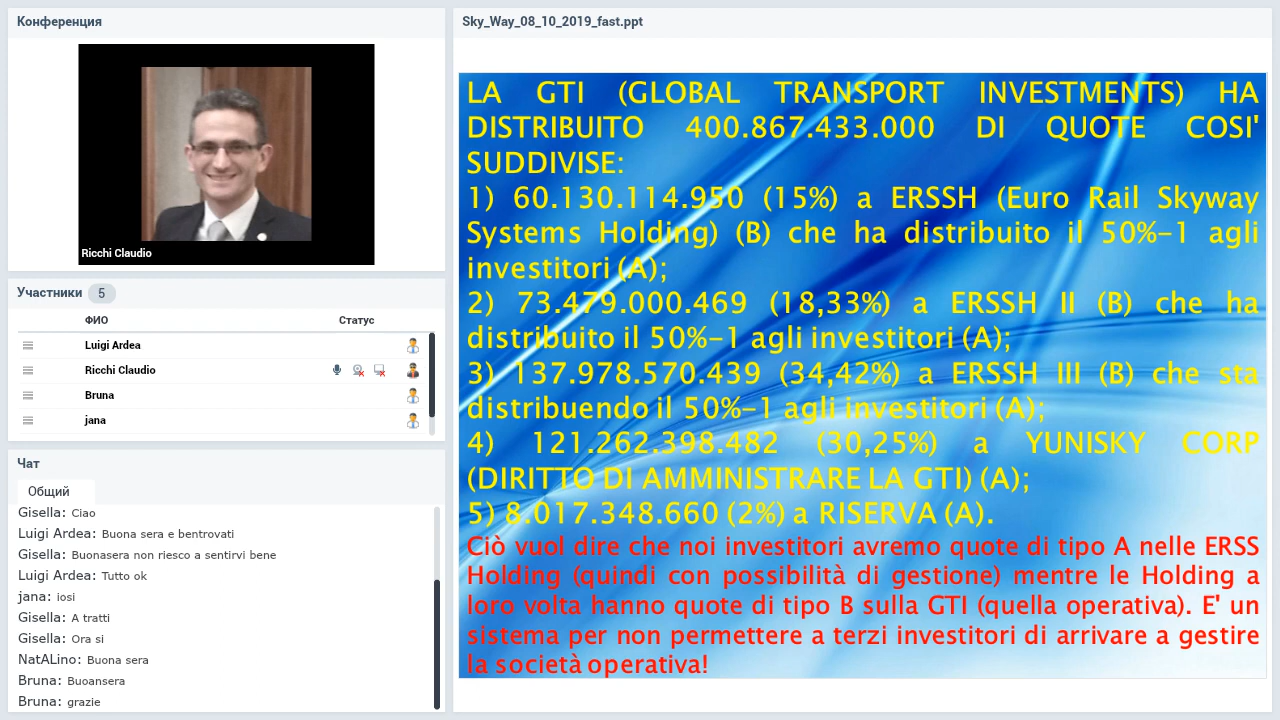 Конференция
Ricchi Claudio
Участники 5
ФИО Статус
Luigi Ardea
Ricchi Claudio
Bruna
jana
Чат
Общий
Gisella: Ciao
Luigi Ardea: Buona sera e bentrovati
Gisella: Buonasera non riesco a sentirvi bene
Luigi Ardea: Tutto ok
jana: iosi
Gisella: A tratti
Gisella: Ora si
NatALino: Buona sera
Bruna: Buoansera
Bruna: grazie
Sky_Way_08_10_2019_fast.ppt
LA GTI (GLOBAL TRANSPORT INVESTMENTS) HA
DISTRIBUITO 400.867.433.000 DI QUOTE COSI'
SUDDIVISE:
1) 60.130.114.950 (15%) a ERSSH (Euro Rail Skyway
Systems Holding) (B) che ha distribuito il 50%-1 agli
investitori (A);
2) 73.479.000.469 (18,33%) a ERSSH II (B) che ha
distribuito il 50%-1 agli investitori (A);
3) 137.978.570.439 (34,42%) a ERSSH III (B) che sta
distribuendo il 50%-1 agli investitori (A);
4) 121.262.398.482 (30,25%) a YUNISKY CORP
(DIRITTO DI AMMINISTRARE LA GTI) (A);
5) 8.017.348.660 (2%) a RISERVA (A).
Ciò vuol dire che noi investitori avremo quote di tipo A nelle ERSS
Holding (quindi con possibilità di gestione) mentre le Holding a
loro volta hanno quote di tipo B sulla GTI (quella operativa). E' un
sistema per non permettere a terzi investitori di arrivare a gestire
la società operativa!